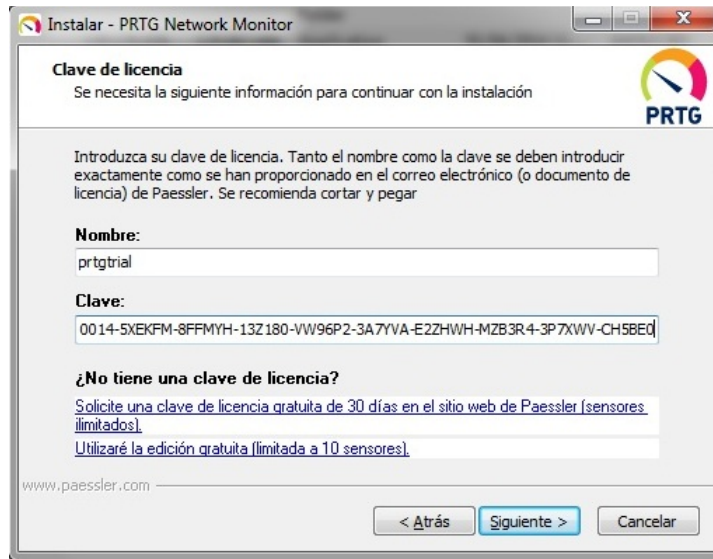 Instalar - PRTG Network Monitor
Clave de licencia
Se necesita la siguiente información para continuar con la instalación
PRTG
Introduzca su clave de licencia. Tanto el nombre como la clave se deben introducir
exactamente como se han proporcionado en el correo electrónico (o documento de
licencia) de Paessler. Se recomienda cortar y pegar
Nombre:
prtgtrial
Clave:
0014-5XEKFM-8FFMYH-13Z180-VW96P2-3A7YVA-E2ZHWH-MZB3R4-3P7XWV-CH5BE0
¿No tiene una clave de licencia?
Solicite una clave de licencia gratuita de 30 días en el sitio web de Paessler (sensores
ilimitados).
Utilizaré la edición gratuita (limitada a 10 sensores).
www.paessler.com
< Atrás
Siguiente >
Cancelar